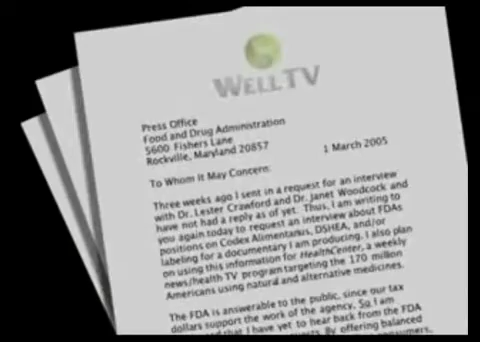 WELLTV
Press Office
Food and Drug Administration
5600 Fishers Lane
Rockville, Maryland 20857
1 March 2005
To Whom It May Concern:
Three weeks ago I sent in a request for an interview
with Dr. Lester Crawford and Dr. Janet Woodcock and
have not had a reply as of yet. Thus, I am writing to
you again today to request an interview about FDAs
positions on Codex Alimentarius, DSHEA, and/or
labeling for a documentary I am producing. I also plan
on using this information for HealthCenter, a weekly
news/health TV program targeting the 170 million
Americans using natural and alternative medicines.
The FDA is answerable to the public, since our tax
dollars support the work of the agency. So I am
that I have yet to hear back from the FDA
By offering balanced